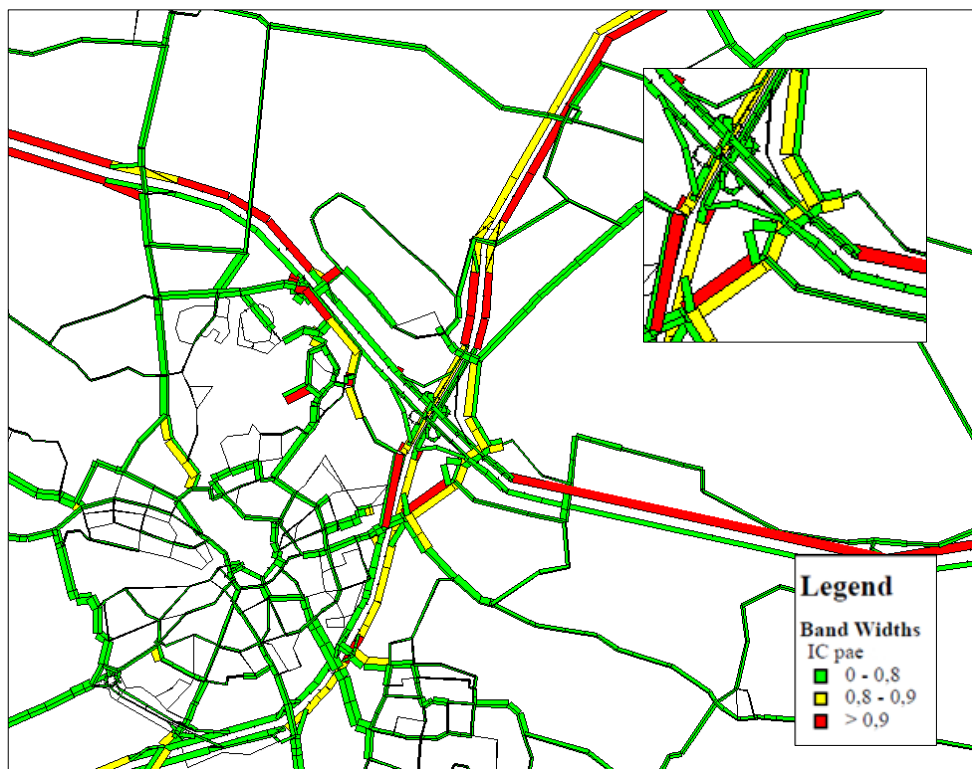 Legend
Band Widths
IC pae
0 - 0,8
0,8 - 0,9
> 0,9